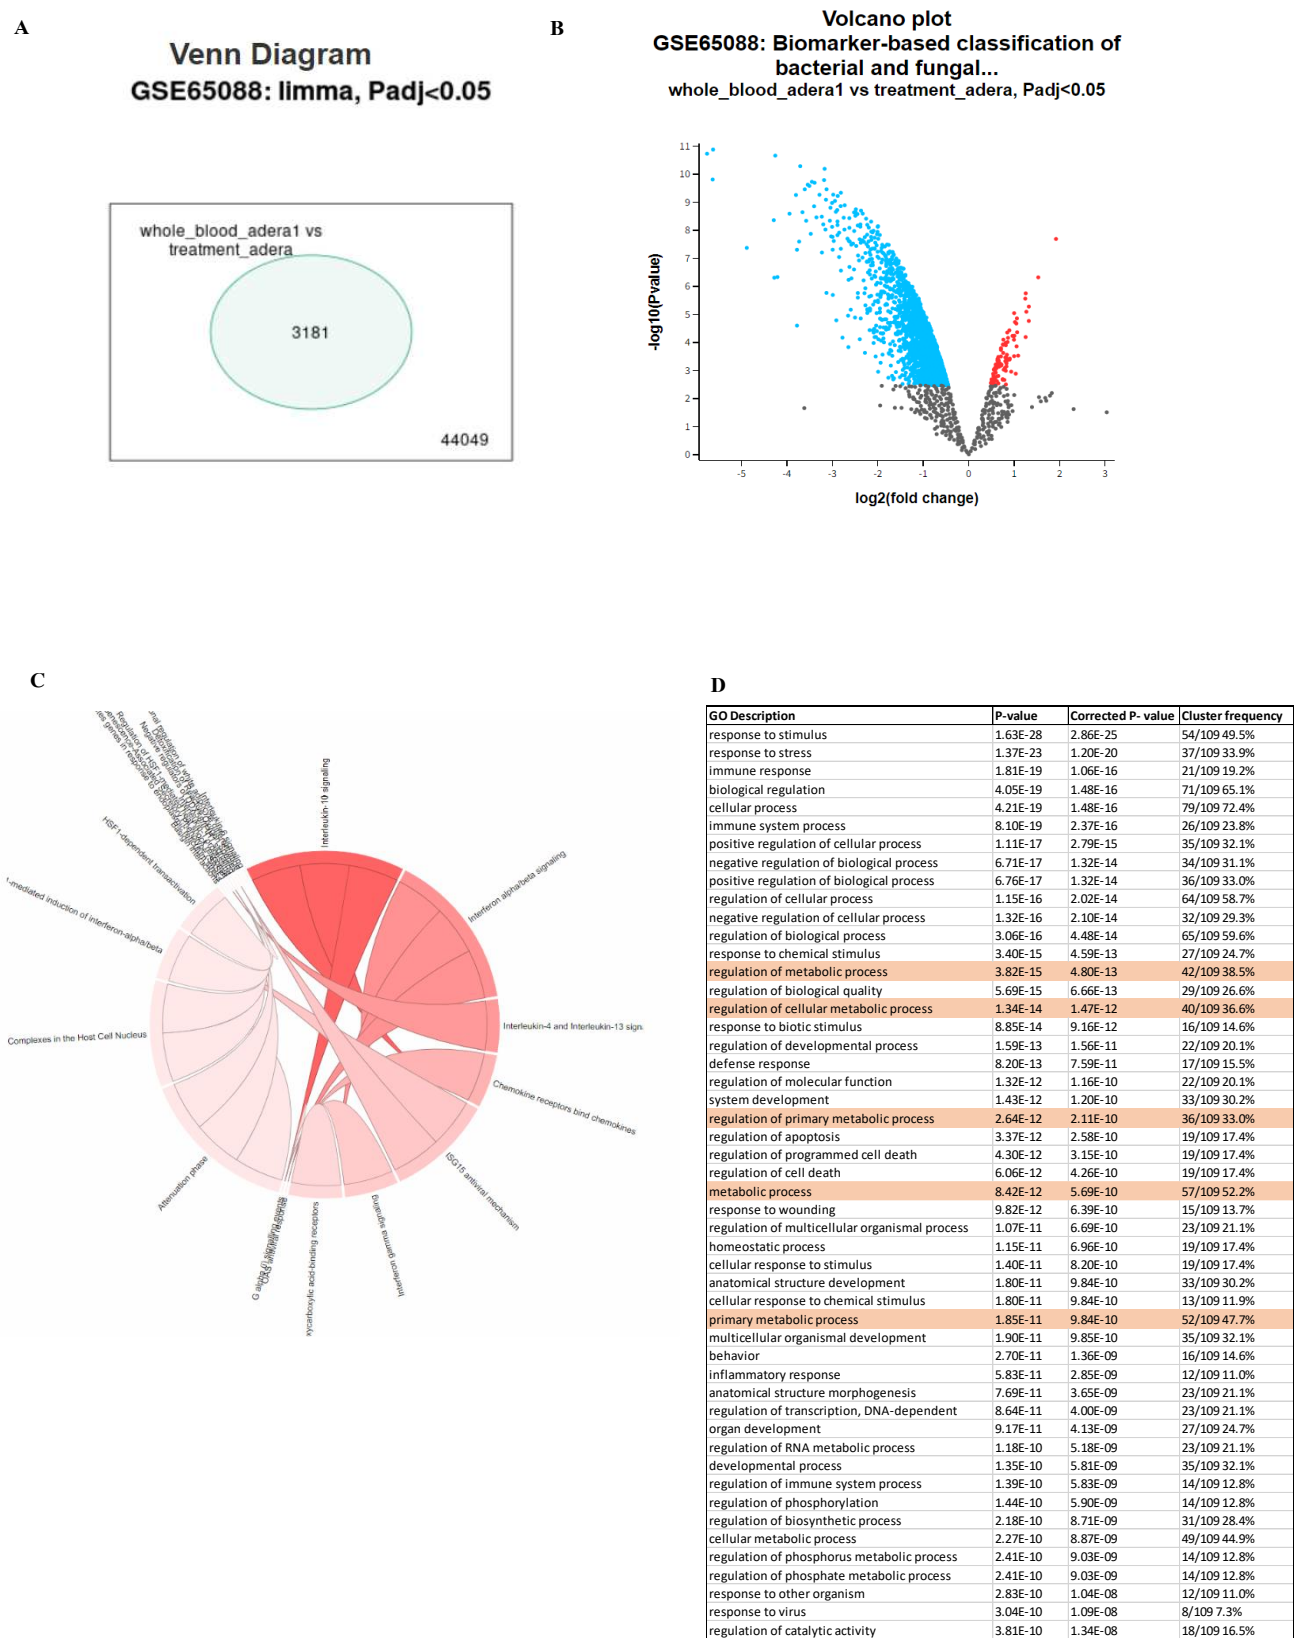 A
Venn Diagram
GSE65088: limma, Padj<0.05
whole_blood_adera1 vs
treatment_adera
3181
44049
B
Volcano plot
GSE65088: Biomarker-based classification of
bacterial and fungal...
whole_blood_adera1 vs treatment_adera, Padj<0.05
-log10(Pvalue)
11
10
9
8
7
6
5
4
3
2
1
0
-5 -4 -3 -2 -1 0 1 2 3
log2(fold change)
C
Interleukin-10 signaling
Interferon alpha/beta signaling
Interleukin-4 and Interleukin-13 sign
Chemokine receptors bind chemokines
ISG15 antiviral mechanism
Interferon gamma signaling
xycarboxylic acid-binding receptors
OAS antiviral response
G alpha (i) signalling events
Attenuation phase
Complexes in the Host Cell Nucleus
-mediated induction of interferon-alpha/beta
HSF1-dependent transactivation
D
GO Description P-value Corrected P- value Cluster frequency
response to stimulus 1.63E-28 2.86E-25 54/109 49.5%
response to stress 1.37E-23 1.20E-20 37/109 33.9%
immune response 1.81E-19 1.06E-16 21/109 19.2%
biological regulation 4.05E-19 1.48E-16 71/109 65.1%
cellular process 4.21E-19 1.48E-16 79/109 72.4%
immune system process 8.10E-19 2.37E-16 26/109 23.8%
positive regulation of cellular process 1.11E-17 2.79E-15 35/109 32.1%
negative regulation of biological process 6.71E-17 1.32E-14 34/109 31.1%
positive regulation of biological process 6.76E-17 1.32E-14 36/109 33.0%
regulation of cellular process 1.15E-16 2.02E-14 64/109 58.7%
negative regulation of cellular process 1.32E-16 2.10E-14 32/109 29.3%
regulation of biological process 3.06E-16 4.48E-14 65/109 59.6%
response to chemical stimulus 3.40E-15 4.59E-13 27/109 24.7%
regulation of metabolic process 3.82E-15 4.80E-13 42/109 38.5%
regulation of biological quality 5.69E-15 6.66E-13 29/109 26.6%
regulation of cellular metabolic process 1.34E-14 1.47E-12 40/109 36.6%
response to biotic stimulus 8.85E-14 9.16E-12 16/109 14.6%
regulation of developmental process 1.59E-13 1.56E-11 22/109 20.1%
defense response 8.20E-13 7.59E-11 17/109 15.5%
regulation of molecular function 1.32E-12 1.16E-10 22/109 20.1%
system development 1.43E-12 1.20E-10 33/109 30.2%
regulation of primary metabolic process 2.64E-12 2.11E-10 36/109 33.0%
regulation of apoptosis 3.37E-12 2.58E-10 19/109 17.4%
regulation of programmed cell death 4.30E-12 3.15E-10 19/109 17.4%
regulation of cell death 6.06E-12 4.26E-10 19/109 17.4%
metabolic process 8.42E-12 5.69E-10 57/109 52.2%
response to wounding 9.82E-12 6.39E-10 15/109 13.7%
regulation of multicellular organismal process 1.07E-11 6.69E-10 23/109 21.1%
homeostatic process 1.15E-11 6.96E-10 19/109 17.4%
cellular response to stimulus 1.40E-11 8.20E-10 19/109 17.4%
anatomical structure development 1.80E-11 9.84E-10 33/109 30.2%
cellular response to chemical stimulus 1.80E-11 9.84E-10 13/109 11.9%
primary metabolic process 1.85E-11 9.84E-10 52/109 47.7%
multicellular organismal development 1.90E-11 9.85E-10 35/109 32.1%
behavior 2.70E-11 1.36E-09 16/109 14.6%
inflammatory response 5.83E-11 2.85E-09 12/109 11.0%
anatomical structure morphogenesis 7.69E-11 3.65E-09 23/109 21.1%
regulation of transcription, DNA-dependent 8.64E-11 4.00E-09 23/109 21.1%
organ development 9.17E-11 4.13E-09 27/109 24.7%
regulation of RNA metabolic process 1.18E-10 5.18E-09 23/109 21.1%
developmental process 1.35E-10 5.81E-09 35/109 32.1%
regulation of immune system process 1.39E-10 5.83E-09 14/109 12.8%
regulation of phosphorylation 1.44E-10 5.90E-09 14/109 12.8%
regulation of biosynthetic process 2.18E-10 8.71E-09 31/109 28.4%
cellular metabolic process 2.27E-10 8.87E-09 49/109 44.9%
regulation of phosphorus metabolic process 2.41E-10 9.03E-09 14/109 12.8%
regulation of phosphate metabolic process 2.41E-10 9.03E-09 14/109 12.8%
response to other organism 2.83E-10 1.04E-08 12/109 11.0%
response to virus 3.04E-10 1.09E-08 8/109 7.3%
regulation of catalytic activity 3.81E-10 1.34E-08 18/109 16.5%